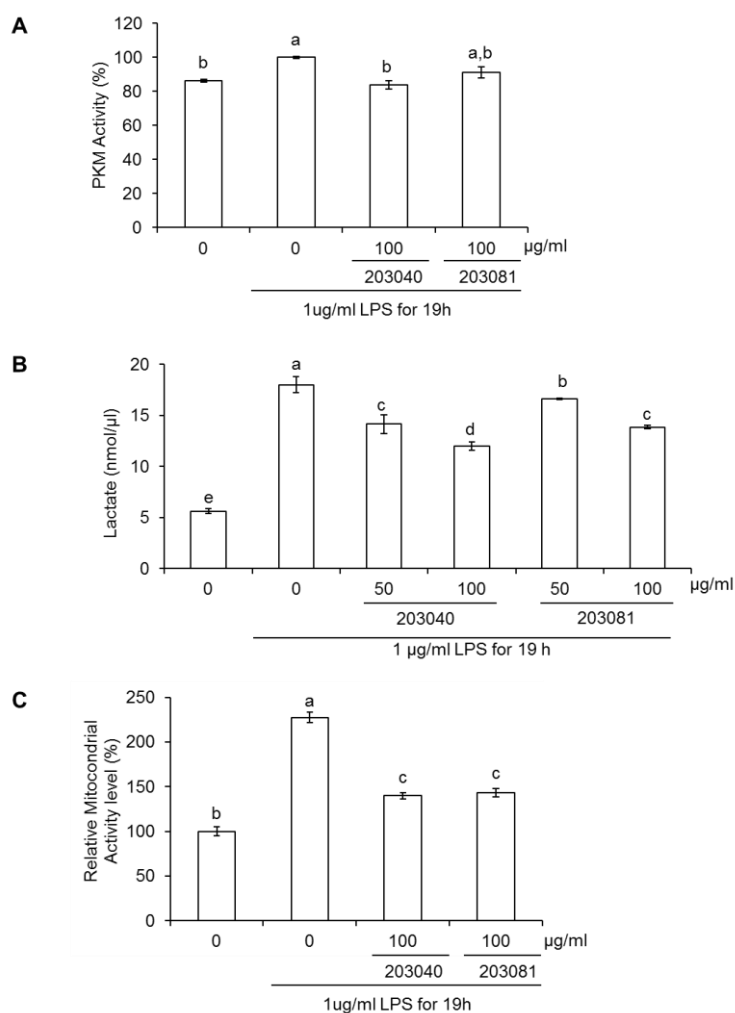 A
PKM Activity (%)
120
100
80
60
40
20
0
b
a
b
a,b
0
0
100
100
µg/ml
203040
203081
1ug/ml LPS for 19h
B
Lactate (nmol/µl)
20
15
10
5
0
e
a
c
d
b
c
0
0
50
100
50
100
µg/ml
203040
203081
1 µg/ml LPS for 19 h
C
Relative Mitocondrial
Activity level (%)
250
200
150
100
50
0
b
a
c
c
0
0
100
100
µg/ml
203040
203081
1ug/ml LPS for 19h